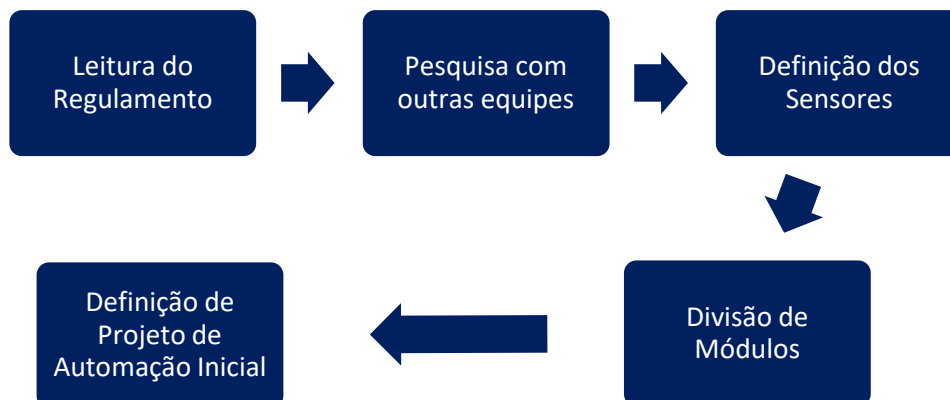 Leitura do
Regulamento
Pesquisa com
outras equipes
Definição dos
Sensores
Divisão de
Módulos
Definição de
Projeto de
Automação Inicial